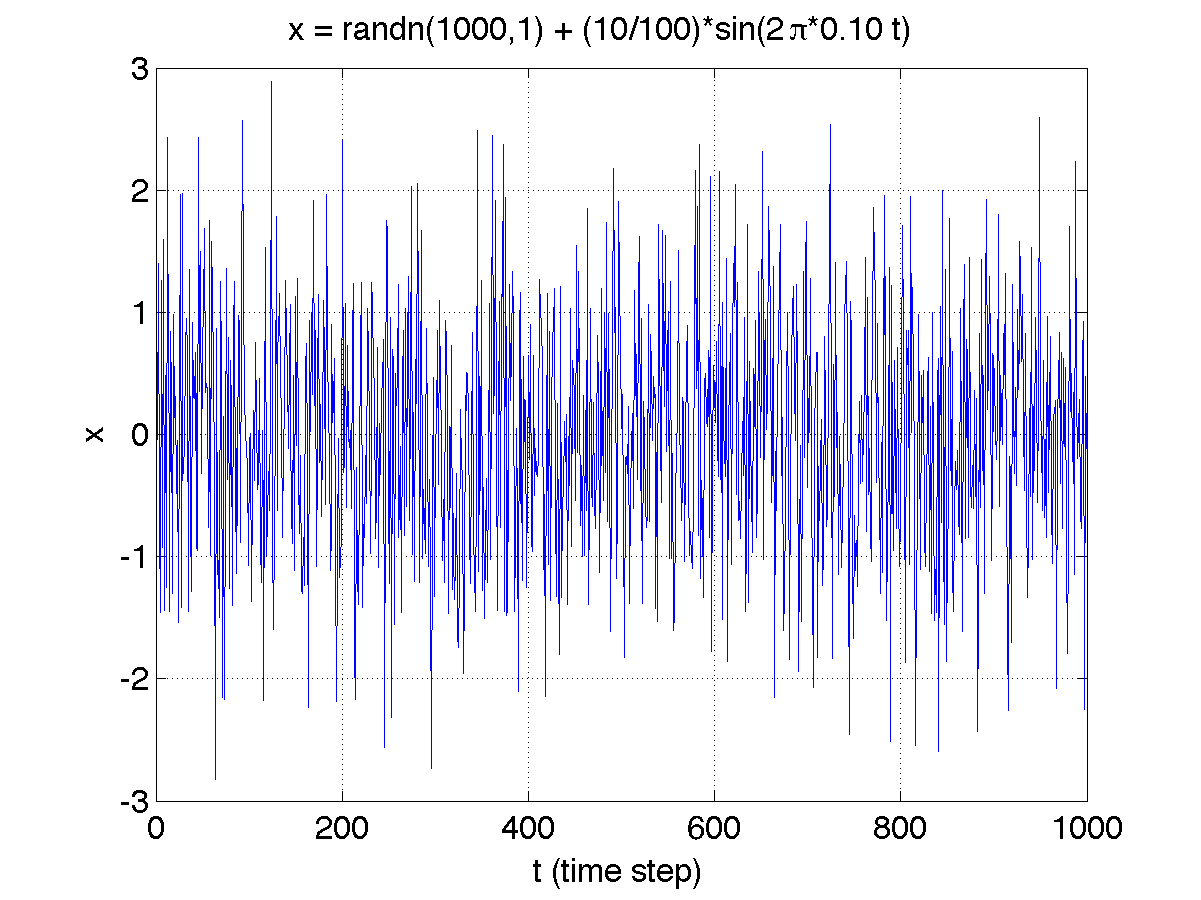 x = randn(1000,1) + (10/100)*sin(2π*0.10 t)
3
2
1
0
-1
-2
-3
x
0 200 400 600 800 1000
t (time step)